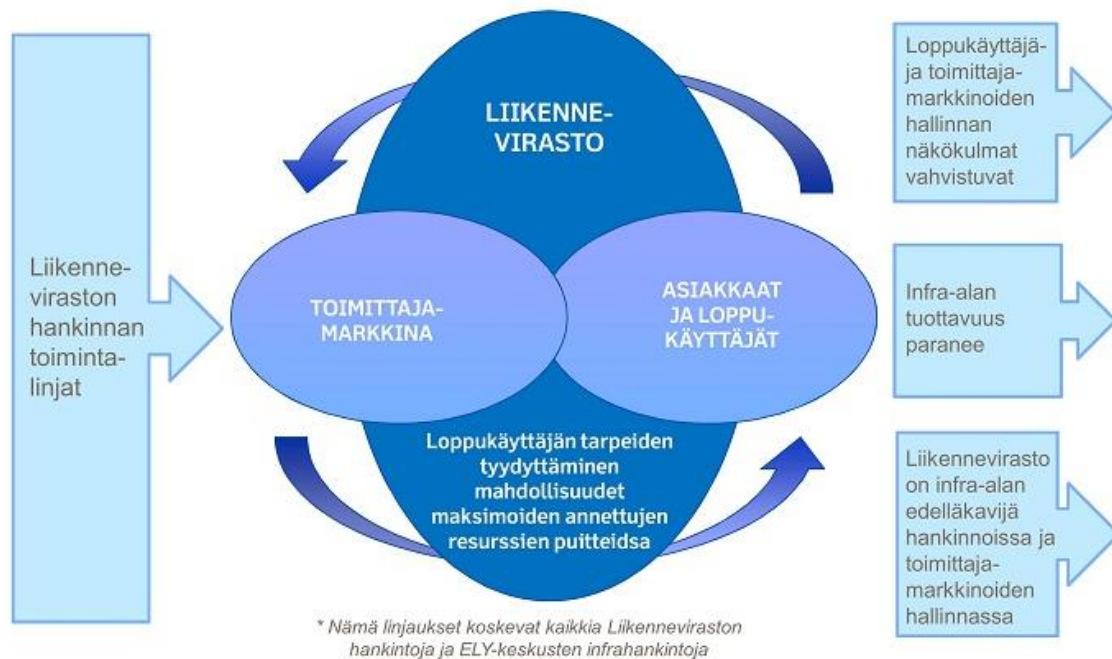 Liikenne-
viraston
hankinnan
toiminta-
linjat
LIIKENNE-
VIRASTO
TOIMITTAJA-
MARKKINA
ASIAKKAAT
JA LOPPU-
KÄYTTÄJÄT
Loppukäyttäjän tarpeiden
tyydyttäminen
mahdollisuudet
maksimoiden annettujen
resurssien puitteidsa
* Nämä linjaukset koskevat kaikkia Liikenneviraston
hankintoja ja ELY-keskusten infrahankintoja
Loppukäyttäjä-
ja toimittaja-
markkinoiden
hallinnan
näkökulmat
vahvistuvat
Infra-alan
tuottavuus
paranee
Liikennevirasto
on infra-alan
edelläkavijä
hankinnoissa ja
toimittaja-
markkinoiden
hallinnassa